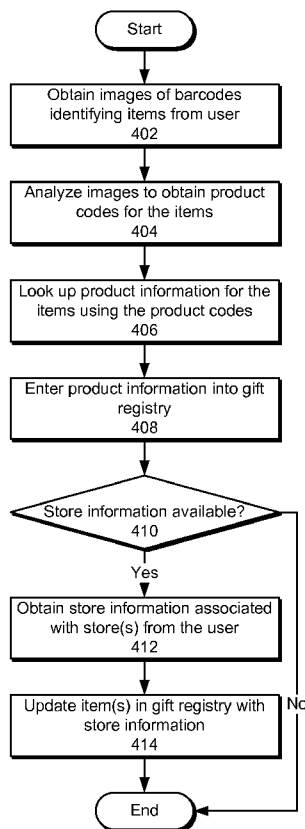 Start
Obtain images of barcodes
identifying items from user
402
Analyze images to obtain product
codes for the items
404
Look up product information for the
items using the product codes
406
Enter product information into gift
registry
408
Store information available?
410
Yes
Obtain store information associated
with store(s) from the user
412
No
Update item(s) in gift registry with
store information
414
End